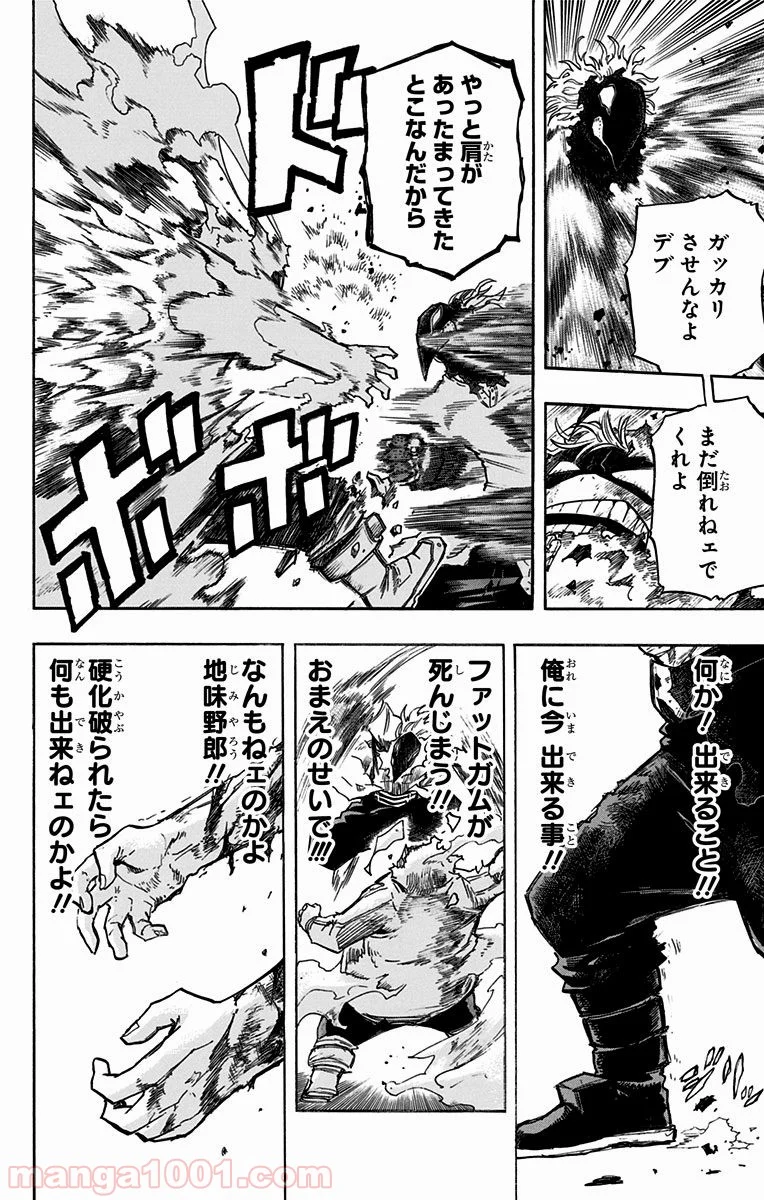 ガッカリ
させんなよ
デブ
まだ倒れねェで
くれよ
やっと肩が
あったまってきた
とこなんだから
ドボボ
何か！出来ること！！
俺に今 出来る事！！
ファットガムが
死んじまう！！
おまえのせいで！！！
なんもねェのかよ
地味野郎！！
硬化破られたら
何も出来ねェのかよ！！
manga1001.com